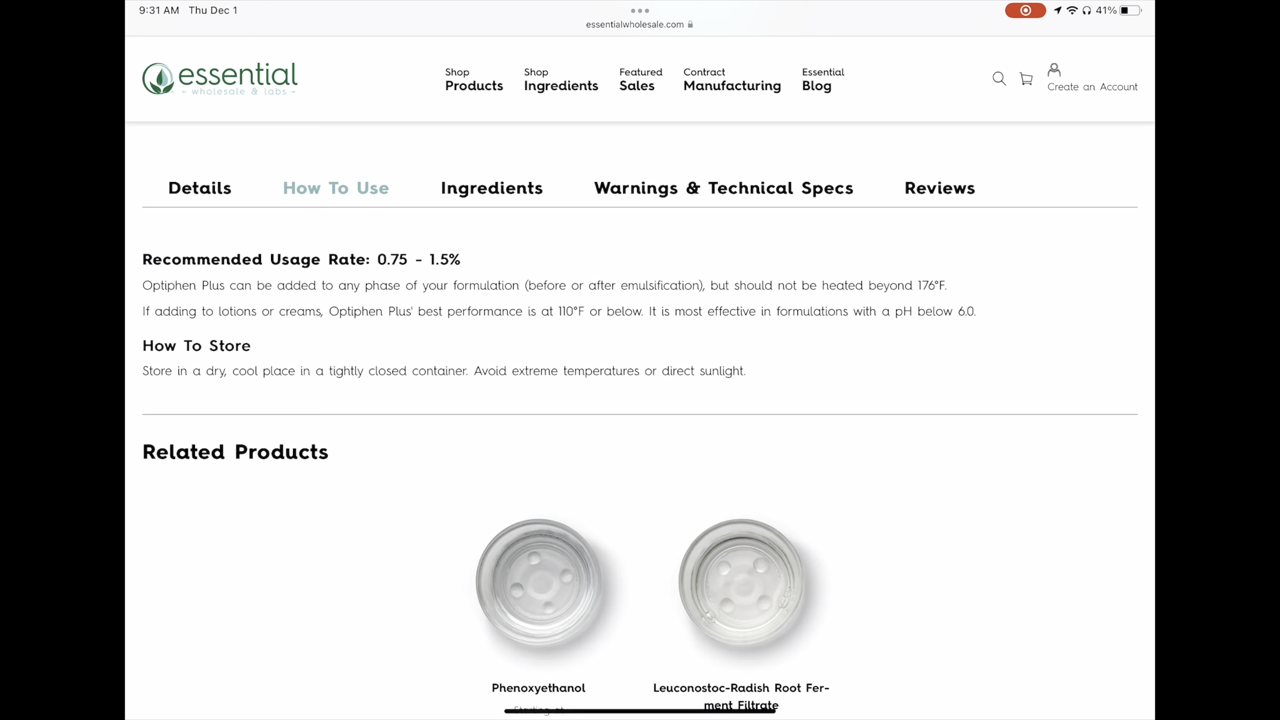 9:31 AM Thu Dec 1
41%
essentialwholesale.com
essential
wholesale & labs
Shop
Products
Shop
Ingredients
Featured
Sales
Contract
Manufacturing
Essential
Blog
Create an Account
Details
How To Use
Ingredients
Warnings & Technical Specs
Reviews
Recommended Usage Rate: 0.75 - 1.5%
Optiphen Plus can be added to any phase of your formulation (before or after emulsification), but should not be heated beyond 176°F.
If adding to lotions or creams, Optiphen Plus' best performance is at 110°F or below. It is most effective in formulations with a pH below 6.0.
How To Store
Store in a dry, cool place in a tightly closed container. Avoid extreme temperatures or direct sunlight.
Related Products
Phenoxyethanol
Starting at
Leuconostoc-Radish Root Fer-
ment Filtrate